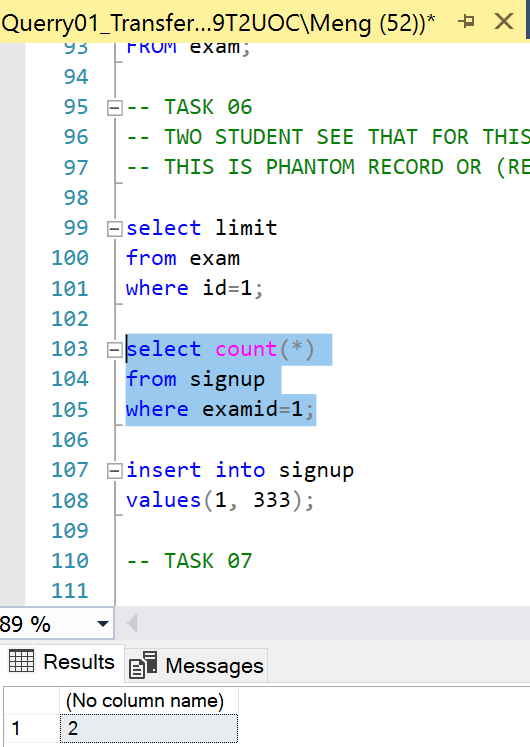 Querry01_Transfer...9T2UOC\Meng (52))*
93 FROM exam;
94
95 -- TASK 06
96 -- TWO STUDENT SEE THAT FOR THIS
97 -- THIS IS PHANTOM RECORD OR (RE
98
99 select limit
100 from exam
101 where id=1;
102
103 select count(*)
104 from signup
105 where examid=1;
106
107 insert into signup
108 values(1, 333);
109
110 -- TASK 07
111
89 %
Results Messages
(No column name)
1 2